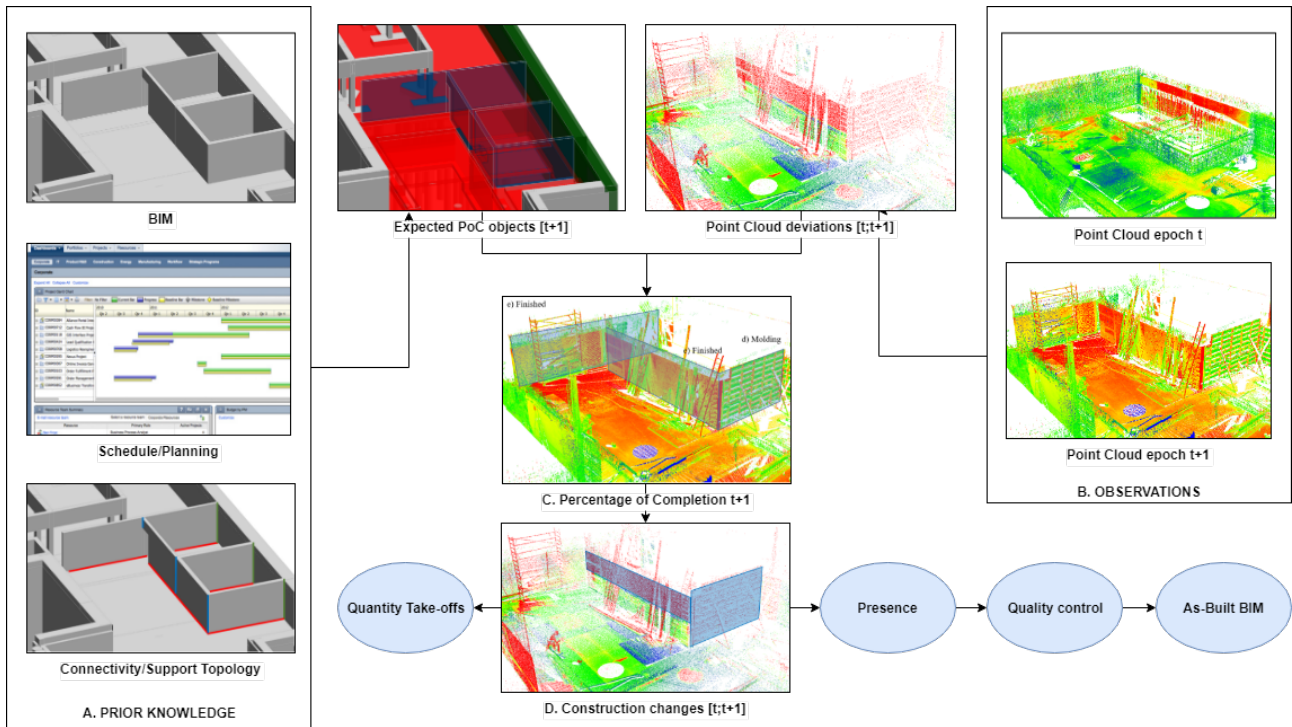 BIM
Schedule/Planning
Connectivity/Support Topology
A. PRIOR KNOWLEDGE
Expected PoC objects [t+1]
Point Cloud deviations [t;t+1]
e) Finished
c) Finished
d) Molding
C. Percentage of Completion t+1
D. Construction changes [t;t+1]
Quantity Take-offs
Presence
Quality control
As-Built BIM
Point Cloud epoch t
Point Cloud epoch t+1
B. OBSERVATIONS